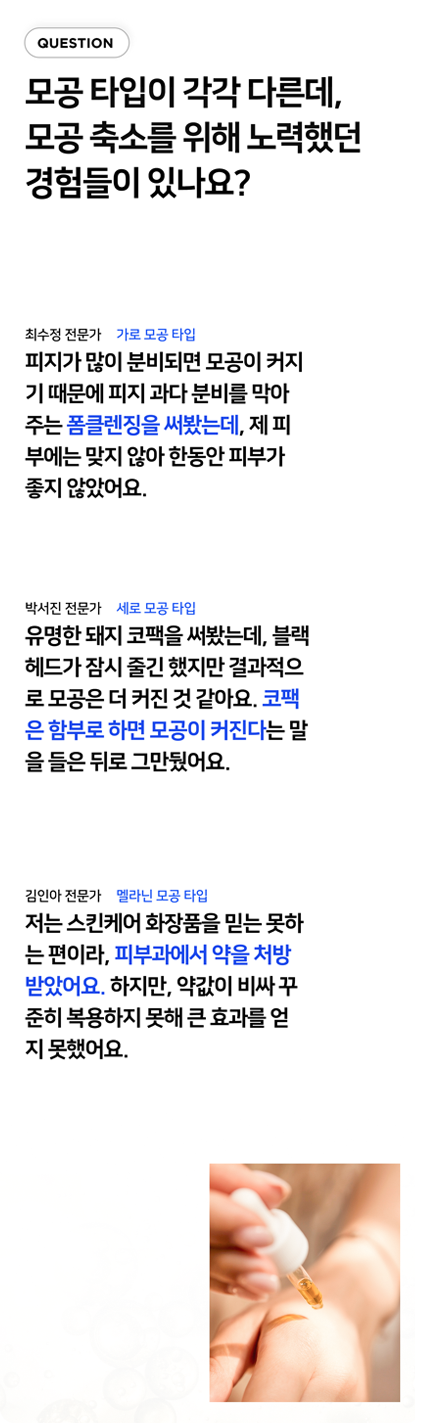 QUESTION
모공 타입이 각각 다른데,
모공 축소를 위해 노력했던
경험들이 있나요?
최수정 전문가 가로 모공 타입
피지가 많이 분비되면 모공이 커지
기 때문에 피지 과다 분비를 막아
주는 폼클렌징을 써봤는데, 제 피
부에는 맞지 않아 한동안 피부가
좋지 않았어요.
박서진 전문가 세로 모공 타입
유명한 돼지 코팩을 써봤는데, 블랙
헤드가 잠시 줄긴 했지만 결과적으
로 모공은 더 커진 것 같아요. 코팩
은 함부로 하면 모공이 커진다는 말
을 들은 뒤로 그만뒀어요.
김인아 전문가 멜라닌 모공 타입
저는 스킨케어 화장품을 믿는 못하
는 편이라, 피부과에서 약을 처방
받았어요. 하지만, 약값이 비싸 꾸
준히 복용하지 못해 큰 효과를 얻
지 못했어요.